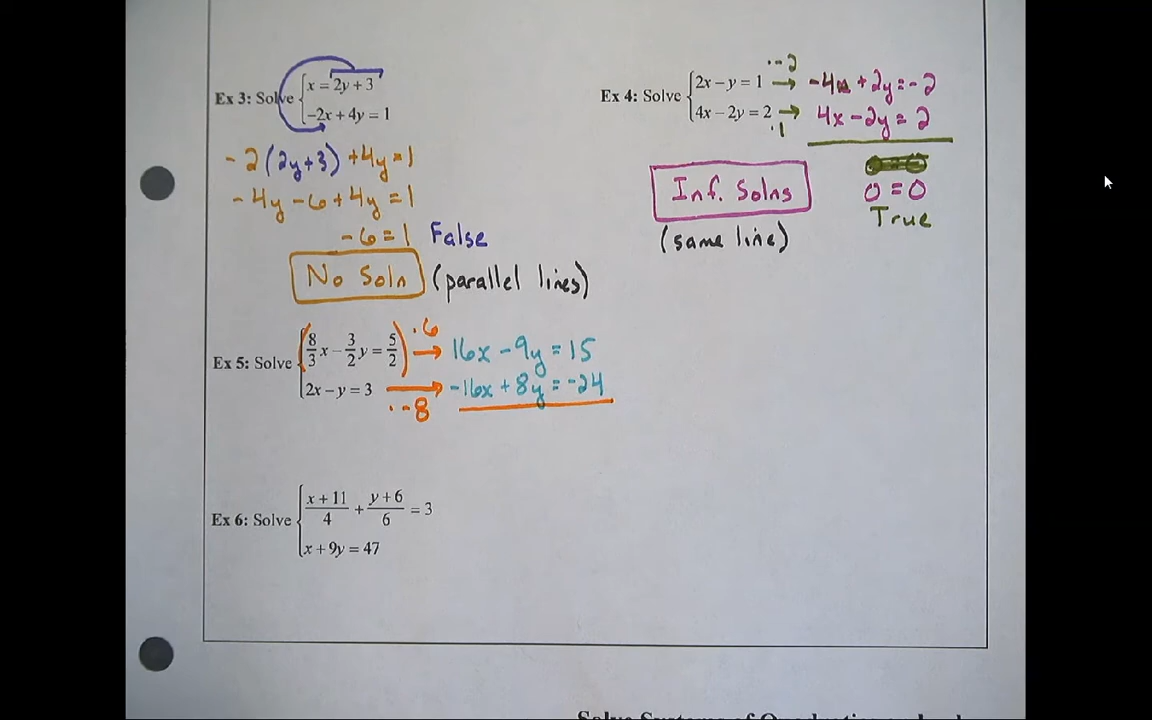 Ex 3: Solve { x = 2y + 3
-2x + 4y = 1
-2(2y+3) +4y = 1
-4y -6 +4y = 1
-6 = 1 False
No Soln (parallel lines)
Ex 4: Solve { 2x - y = 1 ·-2 → -4x + 2y = -2
4x - 2y = 2 ·1 → 4x - 2y = 2
0 = 0
True
Inf. Solns
(same line)
Ex 5: Solve { (8/3 x - 3/2 y = 5/2) ·6 → 16x - 9y = 15
2x - y = 3 ·-8 → -16x + 8y = -24
Ex 6: Solve { x + 11 / 4 + y + 6 / 6 = 3
x + 9y = 47